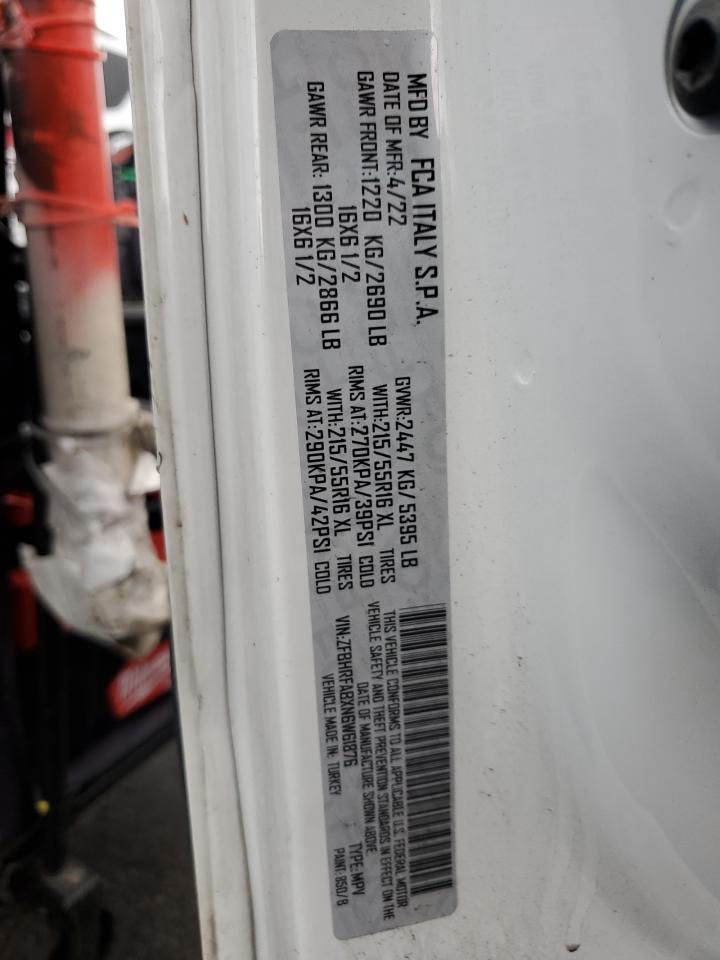 MFD BY FCA ITALY S.P.A.
DATE OF MFR:4/22 GVWR:2447 KG/5395 LB
GAWR FRONT:1220 KG/2690 LB WITH:215/55R16 XL TIRES
16X6 1/2 RIMS AT:270KPA/39PSI COLD
GAWR REAR: 1300 KG/2866 LB WITH:215/55R16 XL TIRES
16X6 1/2 RIMS AT:290KPA/42PSI COLD
THIS VEHICLE CONFORMS TO ALL APPLICABLE U.S. FEDERAL MOTOR
VEHICLE SAFETY AND THEFT PREVENTION STANDARDS IN EFFECT ON THE
DATE OF MANUFACTURE SHOWN ABOVE
VIN:ZFBHRFABXN6W61876 TYPE:MPV
VEHICLE MADE IN: TURKEY PAINT: 850/B